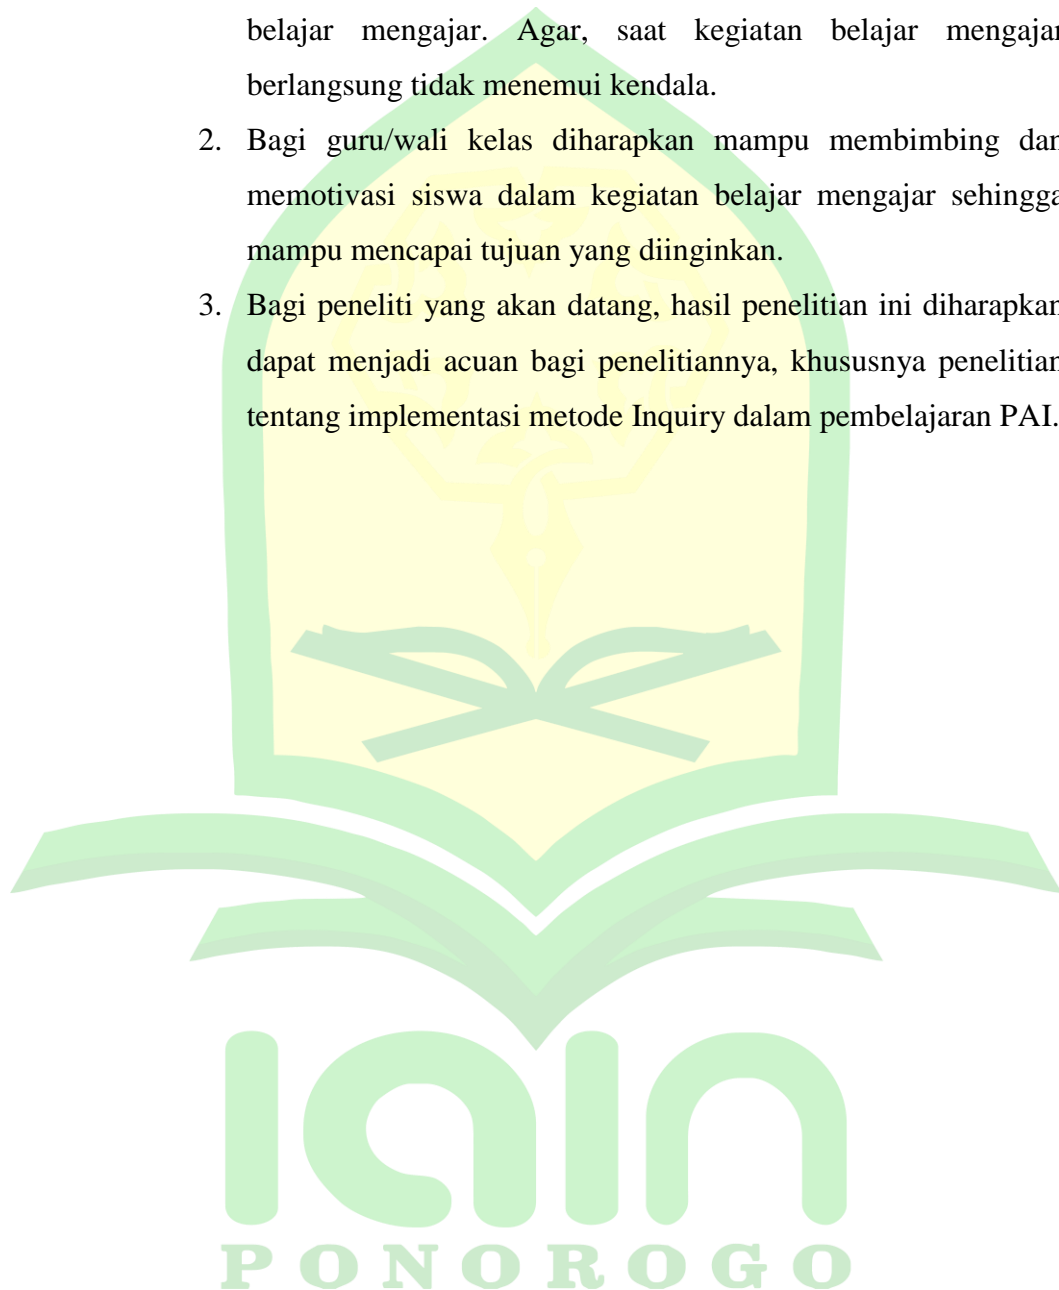 belajar mengajar. Agar, saat kegiatan belajar mengajar
berlangsung tidak menemui kendala.
2. Bagi guru/wali kelas diharapkan mampu membimbing dan
memotivasi siswa dalam kegiatan belajar mengajar sehingga
mampu mencapai tujuan yang diinginkan.
3. Bagi peneliti yang akan datang, hasil penelitian ini diharapkan
dapat menjadi acuan bagi penelitiannya, khususnya penelitian
tentang implementasi metode Inquiry dalam pembelajaran PAI.
iain
PONOROGO